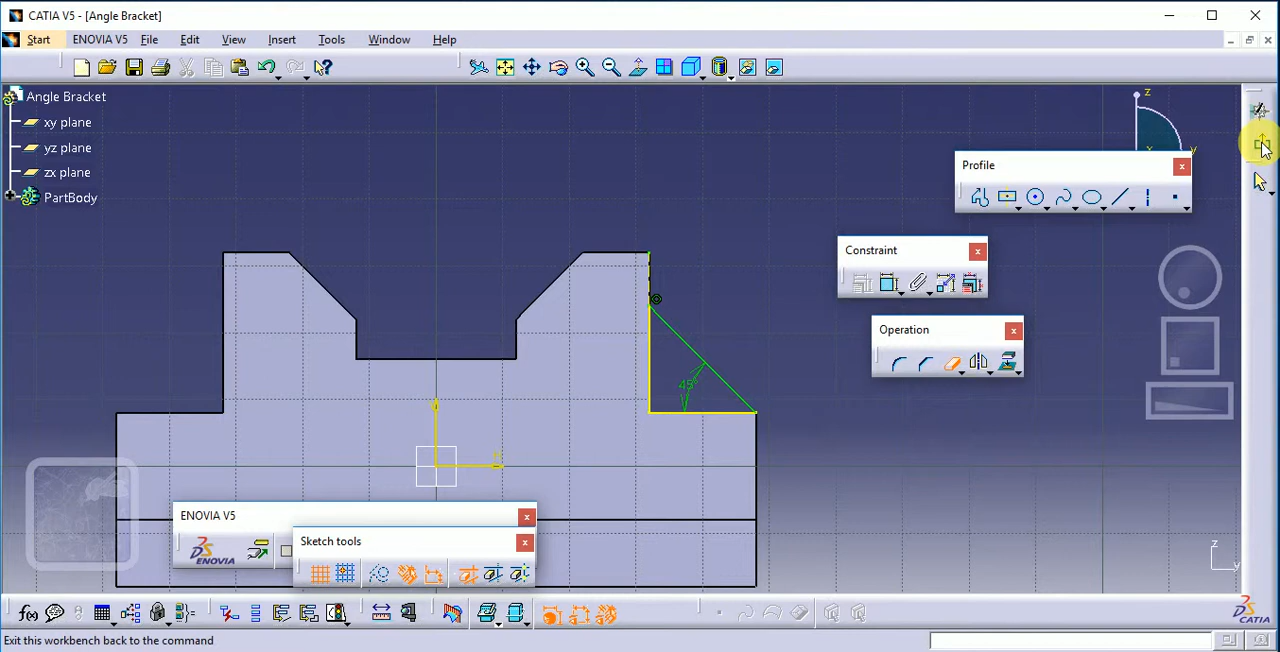 CATIA V5 - [Angle Bracket]
Start ENOVIA V5 File Edit View Insert Tools Window Help
Angle Bracket
xy plane
yz plane
zx plane
PartBody
z
x y
Profile
Constraint
Operation
45°
ENOVIA V5
ENOVIA
Sketch tools
z
y
f(x)
CATIA
Exit this workbench back to the command